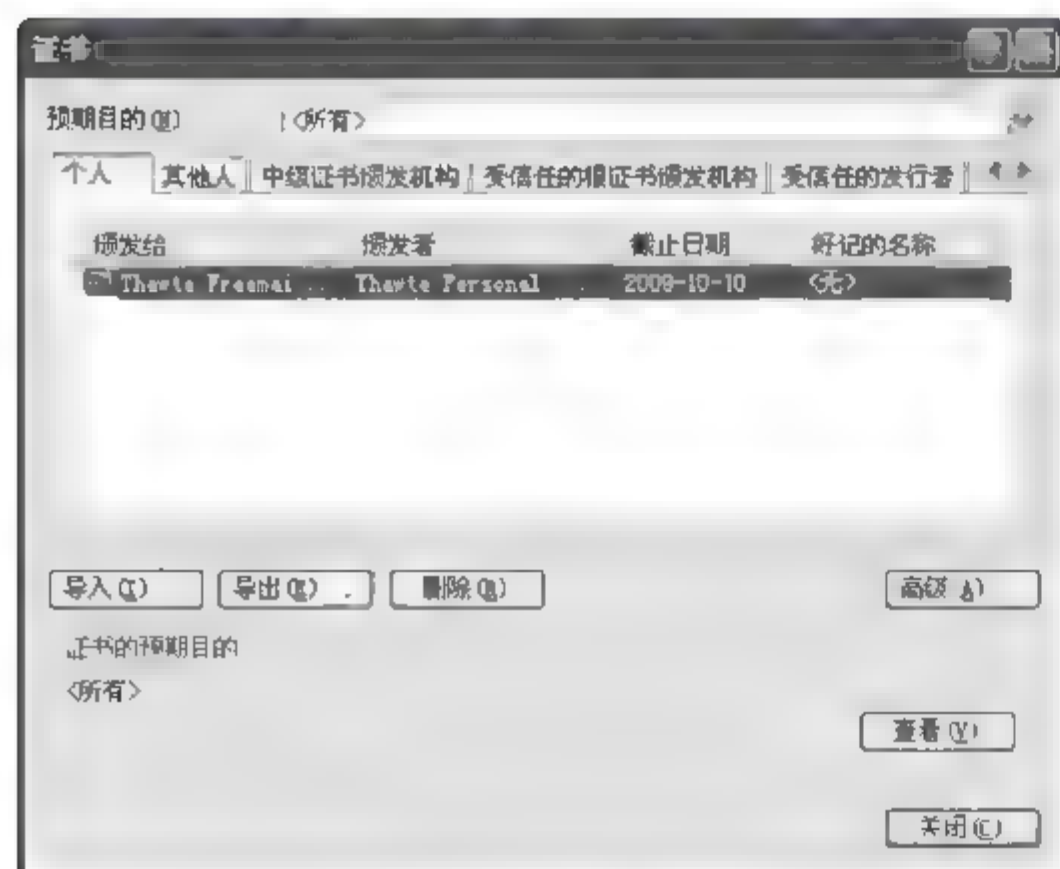 证书
预期目的(N) <所有>
个人 其他人 中级证书颁发机构 受信任的根证书颁发机构 受信任的发行者
颁发给 颁发者 截止日期 好记的名称
Thawte Freemai... Thawte Personal ... 2009-10-10 <无>
导入(I) 导出(E)... 删除(R) 高级(A)
证书的预期目的
<所有>
查看(V)
关闭(C)